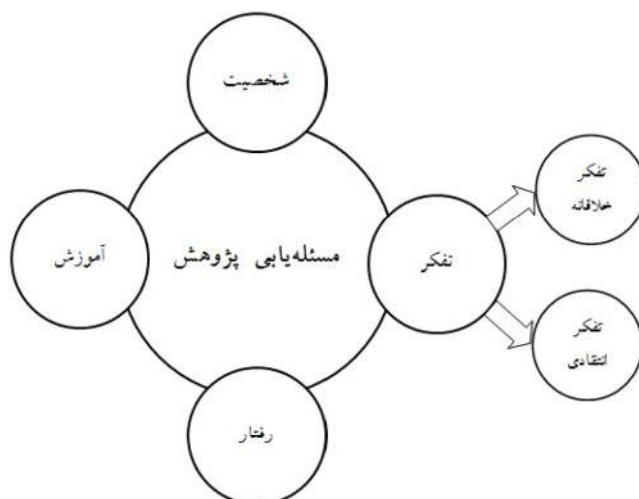 شخصیت
تفکر
خلاقانه
آموزش
مسئله‌یابی پژوهش
تفکر
تفکر
انتقادی
رفتار